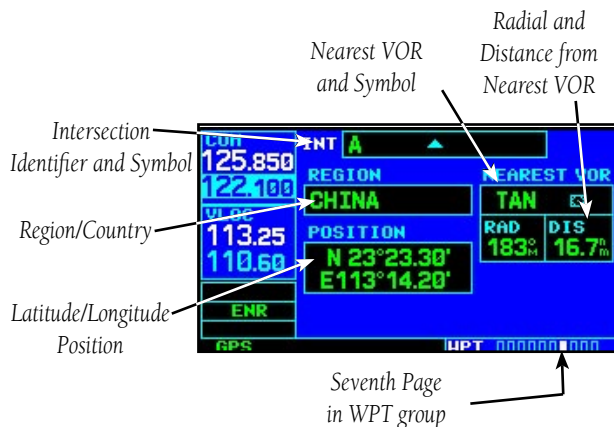 Radial and
Distance from
Nearest VOR
Nearest VOR
and Symbol
Intersection
Identifier and Symbol
Region/Country
Latitude/Longitude
Position
COM
125.850
122.100
VLOC
113.25
110.60
ENR
GPS
INT A
REGION
CHINA
POSITION
N 23°23.30'
E113°14.20'
NEAREST VOR
TAN
RAD DIS
183°M 16.7nm
WPT
Seventh Page
in WPT group